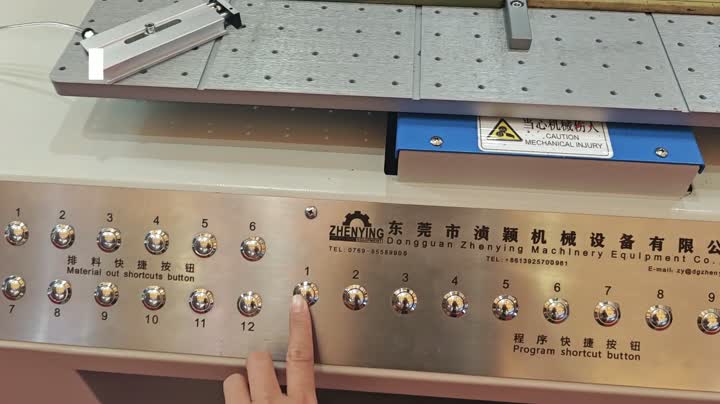 当心机械伤人
CAUTION
MECHANICAL INJURY
1 2 3 4 5 6
排料快捷按钮
Material out shortcuts button
7 8 9 10 11 12
ZHENYING
东莞市滨颖机械设备有限公
Dongguan Zhenying Machinery Equipment Co.,
TEL: 0769-85589906
TEL: +8613925700961
E-mail: zy@dgzhen
1 2 3 4 5 6 7 8 9
程序快捷按钮
Program shortcut button